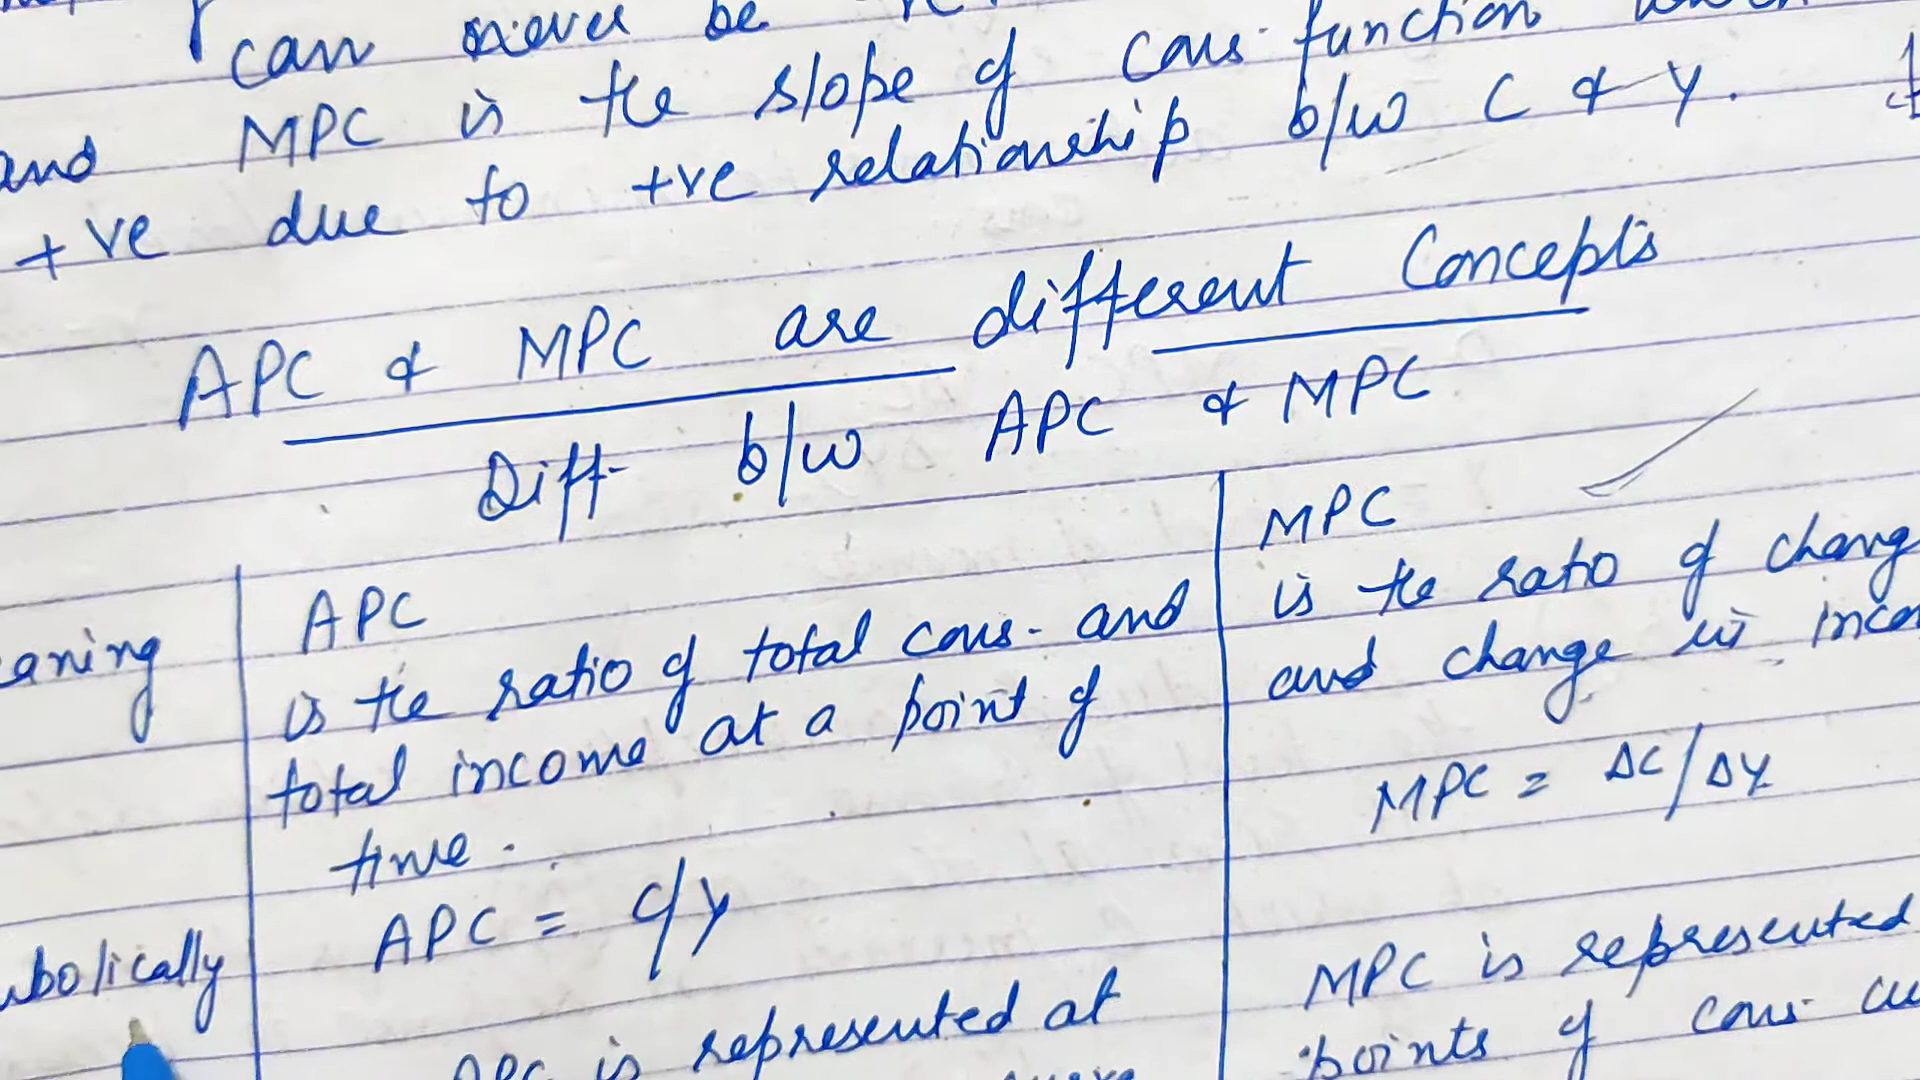 can never be
and MPC is the slope of cons. function
+ve due to +ve relationship b/w C & Y.
APC & MPC are different Concepts
Diff b/w APC & MPC
APC
aning is the ratio of total cons. and
total income at a point of
time.
bolically APC = C/Y
APC is represented at
MPC
is the ratio of chang
and change in inco
MPC = ΔC/ΔY
MPC is represented
points of cons. cu